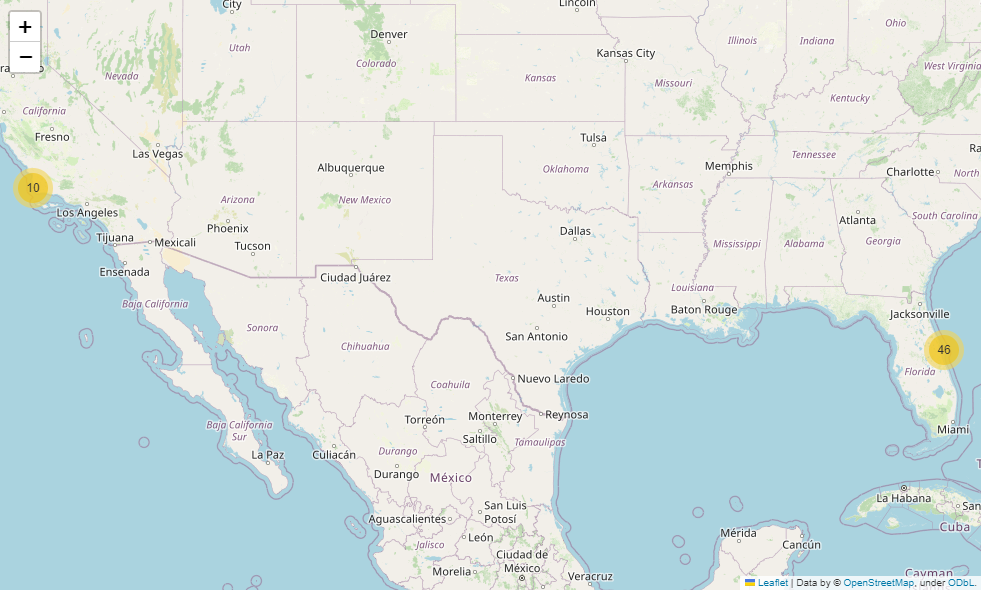 City
Lincoln
+
−
Denver
Ohio
Utah
Illinois
Indiana
Kansas City
Colorado
West Virginia
Nevada
Kansas
Missouri
Kentucky
California
Fresno
Tulsa
Las Vegas
Ra
Tennessee
Albuquerque
Oklahoma
Memphis
Charlotte
North
10
Arizona
New Mexico
Arkansas
Los Angeles
Phoenix
Atlanta
South Carolina
Tijuana
Mexicali
Tucson
Dallas
Mississippi
Alabama
Georgia
Ensenada
Ciudad Juárez
Texas
Louisiana
Baja California
Austin
Houston
Baton Rouge
Jacksonville
Sonora
Chihuahua
San Antonio
46
Florida
Coahuila
Nuevo Laredo
Torreón
Monterrey
Reynosa
Baja California
Sur
Saltillo
Tamaulipas
Miami
La Paz
Culiacán
Durango
Durango
México
La Habana
San
Aguascalientes
San Luis
Potosí
Cuba
Jalisco
León
Mérida
Cancún
Ciudad de
México
Morelia
Veracruz
Cayman
Leaflet | Data by © OpenStreetMap, under ODbL.